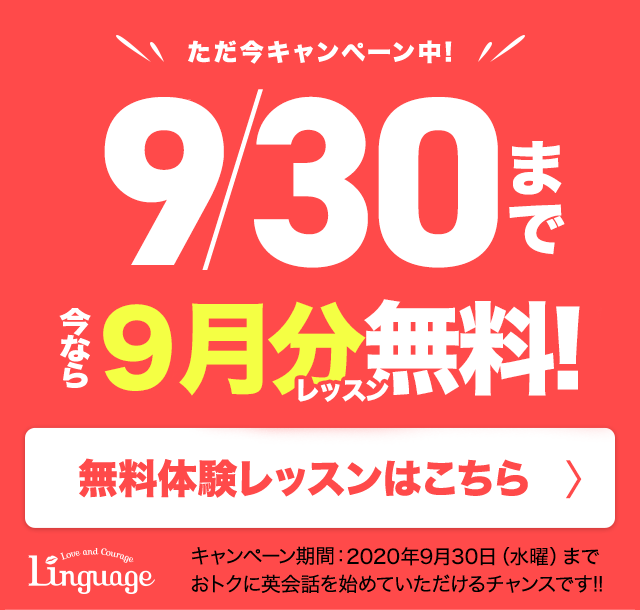 ただ今キャンペーン中!
9/30まで
今なら9月分レッスン無料!
無料体験レッスンはこちら 〉
Love and Courage
Linguage
キャンペーン期間：2020年9月30日（水曜）まで
おトクに英会話を始めていただけるチャンスです!!